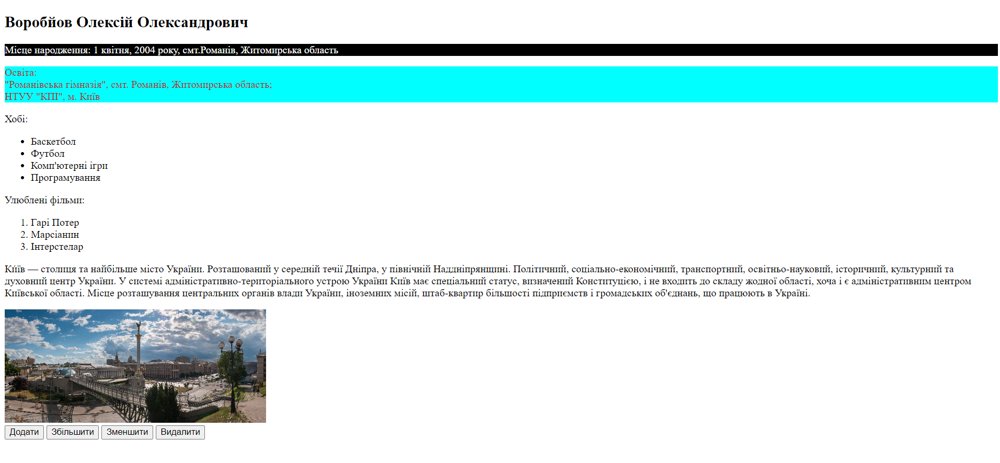 Воробйов Олексій Олександрович
Місце народження: 1 квітня, 2004 року, смт.Романів, Житомирська область
Освіта:
"Романівська гімназія", смт. Романів, Житомирська область;
НТУУ "КПІ", м. Київ
Хобі:
• Баскетбол
• Футбол
• Комп'ютерні ігри
• Програмування
Улюблені фільми:
1. Гарі Потер
2. Марсіанин
3. Інтерстелар
Ки́їв — столиця та найбільше місто України. Розташований у середній течії Дніпра, у північній Наддніпрянщині. Політичний, соціально-економічний, транспортний, освітньо-науковий, історичний, культурний та
духовний центр України. У системі адміністративно-територіального устрою України Київ має спеціальний статус, визначений Конституцією, і не входить до складу жодної області, хоча і є адміністративним центром
Київської області. Місце розташування центральних органів влади України, іноземних місій, штаб-квартир більшості підприємств і громадських об'єднань, що працюють в Україні.
Додати Збільшити Зменшити Видалити